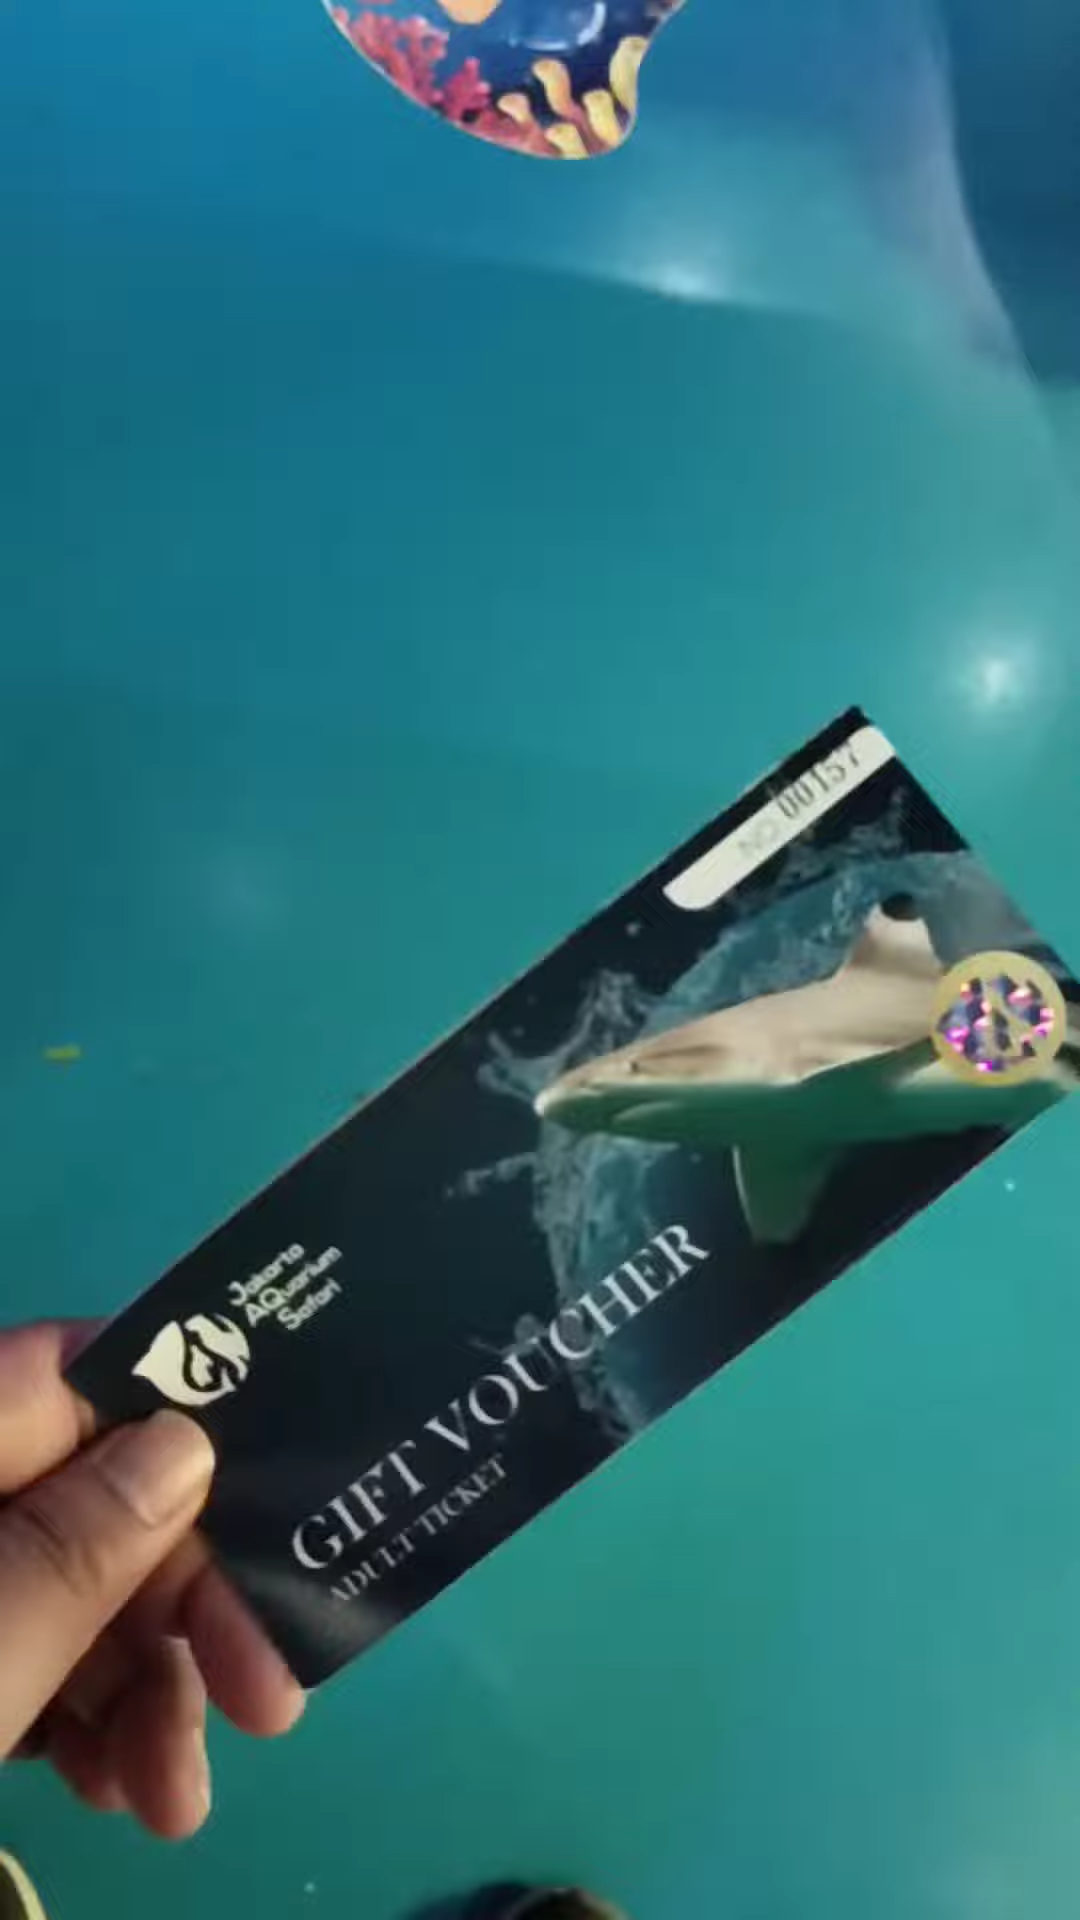 NO. 00157
Jakarta
AQuarium
Safari
GIFT VOUCHER
ADULT TICKET